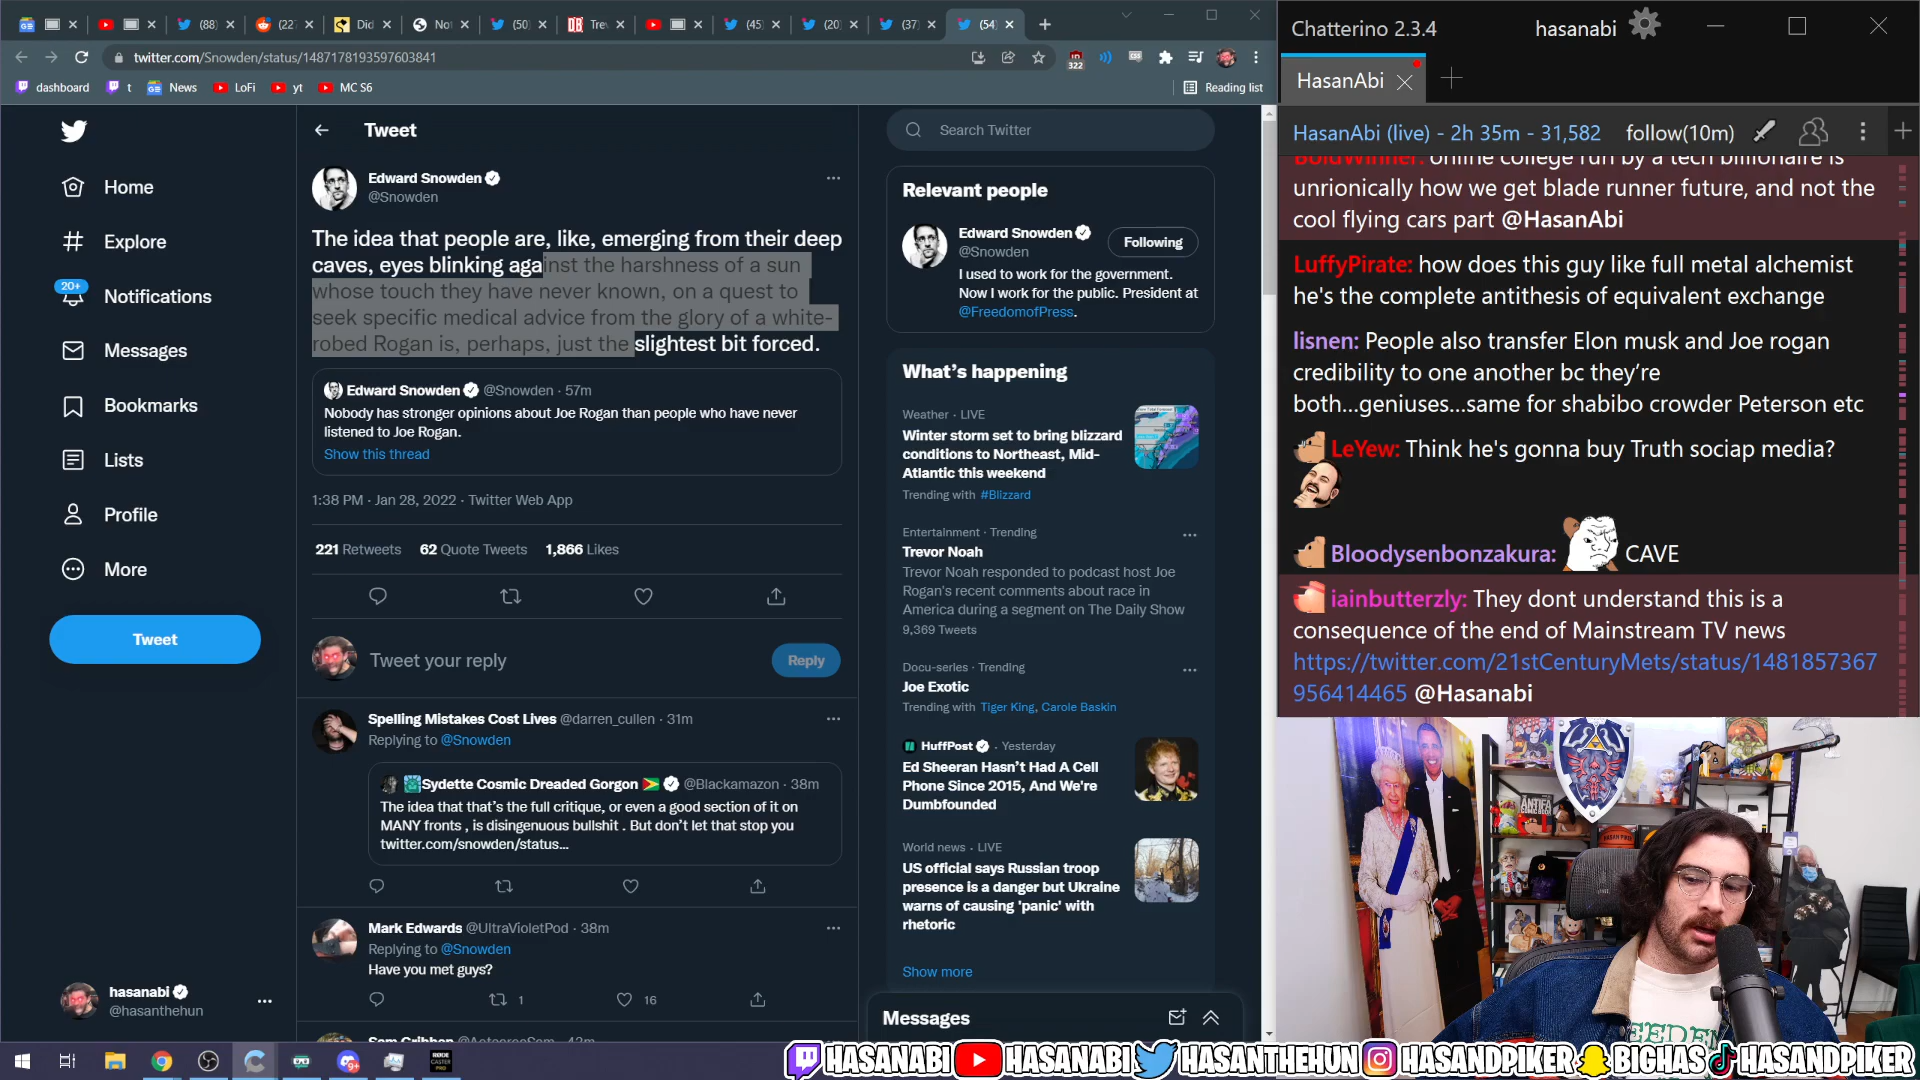 (88)
(227
Did
Not
(50)
Trev
(45)
(20)
(37)
(54)
twitter.com/Snowden/status/1487178193597603841
322
dashboard
t
News
LoFi
yt
MC S6
Reading list
Home
Explore
20+
Notifications
Messages
Bookmarks
Lists
Profile
More
Tweet
hasanabi
@hasanthehun
Tweet
Edward Snowden
@Snowden
The idea that people are, like, emerging from their deep
caves, eyes blinking against the harshness of a sun
whose touch they have never known, on a quest to
seek specific medical advice from the glory of a white-
robed Rogan is, perhaps, just the slightest bit forced.
Edward Snowden @Snowden · 57m
Nobody has stronger opinions about Joe Rogan than people who have never
listened to Joe Rogan.
Show this thread
1:38 PM · Jan 28, 2022 · Twitter Web App
221 Retweets 62 Quote Tweets 1,866 Likes
Tweet your reply
Reply
Spelling Mistakes Cost Lives @darren_cullen · 31m
Replying to @Snowden
Sydette Cosmic Dreaded Gorgon @Blackamazon · 38m
The idea that that's the full critique, or even a good section of it on
MANY fronts , is disingenuous bullshit . But don't let that stop you
twitter.com/snowden/status...
Mark Edwards @UltraVioletPod · 38m
Replying to @Snowden
Have you met guys?
1
16
Search Twitter
Relevant people
Edward Snowden
@Snowden
Following
I used to work for the government.
Now I work for the public. President at
@FreedomofPress.
What's happening
Weather · LIVE
Winter storm set to bring blizzard
conditions to Northeast, Mid-
Atlantic this weekend
Trending with #Blizzard
Entertainment · Trending
Trevor Noah
Trevor Noah responded to podcast host Joe
Rogan's recent comments about race in
America during a segment on The Daily Show
9,369 Tweets
Docu-series · Trending
Joe Exotic
Trending with Tiger King, Carole Baskin
HuffPost · Yesterday
Ed Sheeran Hasn't Had A Cell
Phone Since 2015, And We're
Dumbfounded
World news · LIVE
US official says Russian troop
presence is a danger but Ukraine
warns of causing 'panic' with
rhetoric
Show more
Messages
Chatterino 2.3.4
hasanabi
HasanAbi
HasanAbi (live) - 2h 35m - 31,582
follow(10m)
BoldWinner: online college run by a tech billionaire is
unrionically how we get blade runner future, and not the
cool flying cars part @HasanAbi
LuffyPirate: how does this guy like full metal alchemist
he's the complete antithesis of equivalent exchange
lisnen: People also transfer Elon musk and Joe rogan
credibility to one another bc they're
both...geniuses...same for shabibo crowder Peterson etc
LeYew: Think he's gonna buy Truth sociap media?
Bloodysenbonzakura: CAVE
iainbutterzly: They dont understand this is a
consequence of the end of Mainstream TV news
https://twitter.com/21stCenturyMets/status/1481857367
956414465 @Hasanabi
ANTIFA
HASANABI
HASANABI
HASANTHEHUN
HASANDPIKER
BIGHAS
HASANDPIKER